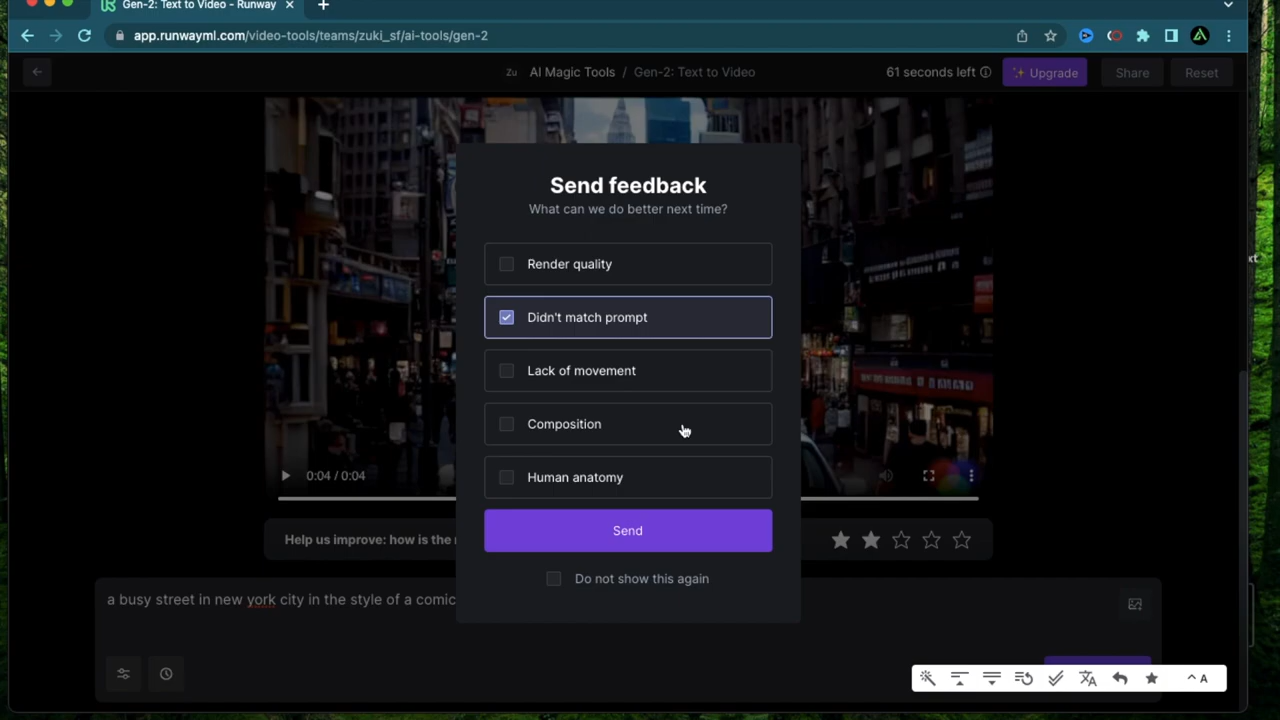 Gen-2: Text to Video - Runway
app.runwayml.com/video-tools/teams/zuki_sf/ai-tools/gen-2
Zu AI Magic Tools / Gen-2: Text to Video
61 seconds left
Upgrade
Share
Reset
Send feedback
What can we do better next time?
Render quality
Didn't match prompt
Lack of movement
Composition
Human anatomy
0:04 / 0:04
Send
Help us improve: how is the
Do not show this again
a busy street in new york city in the style of a comic
A